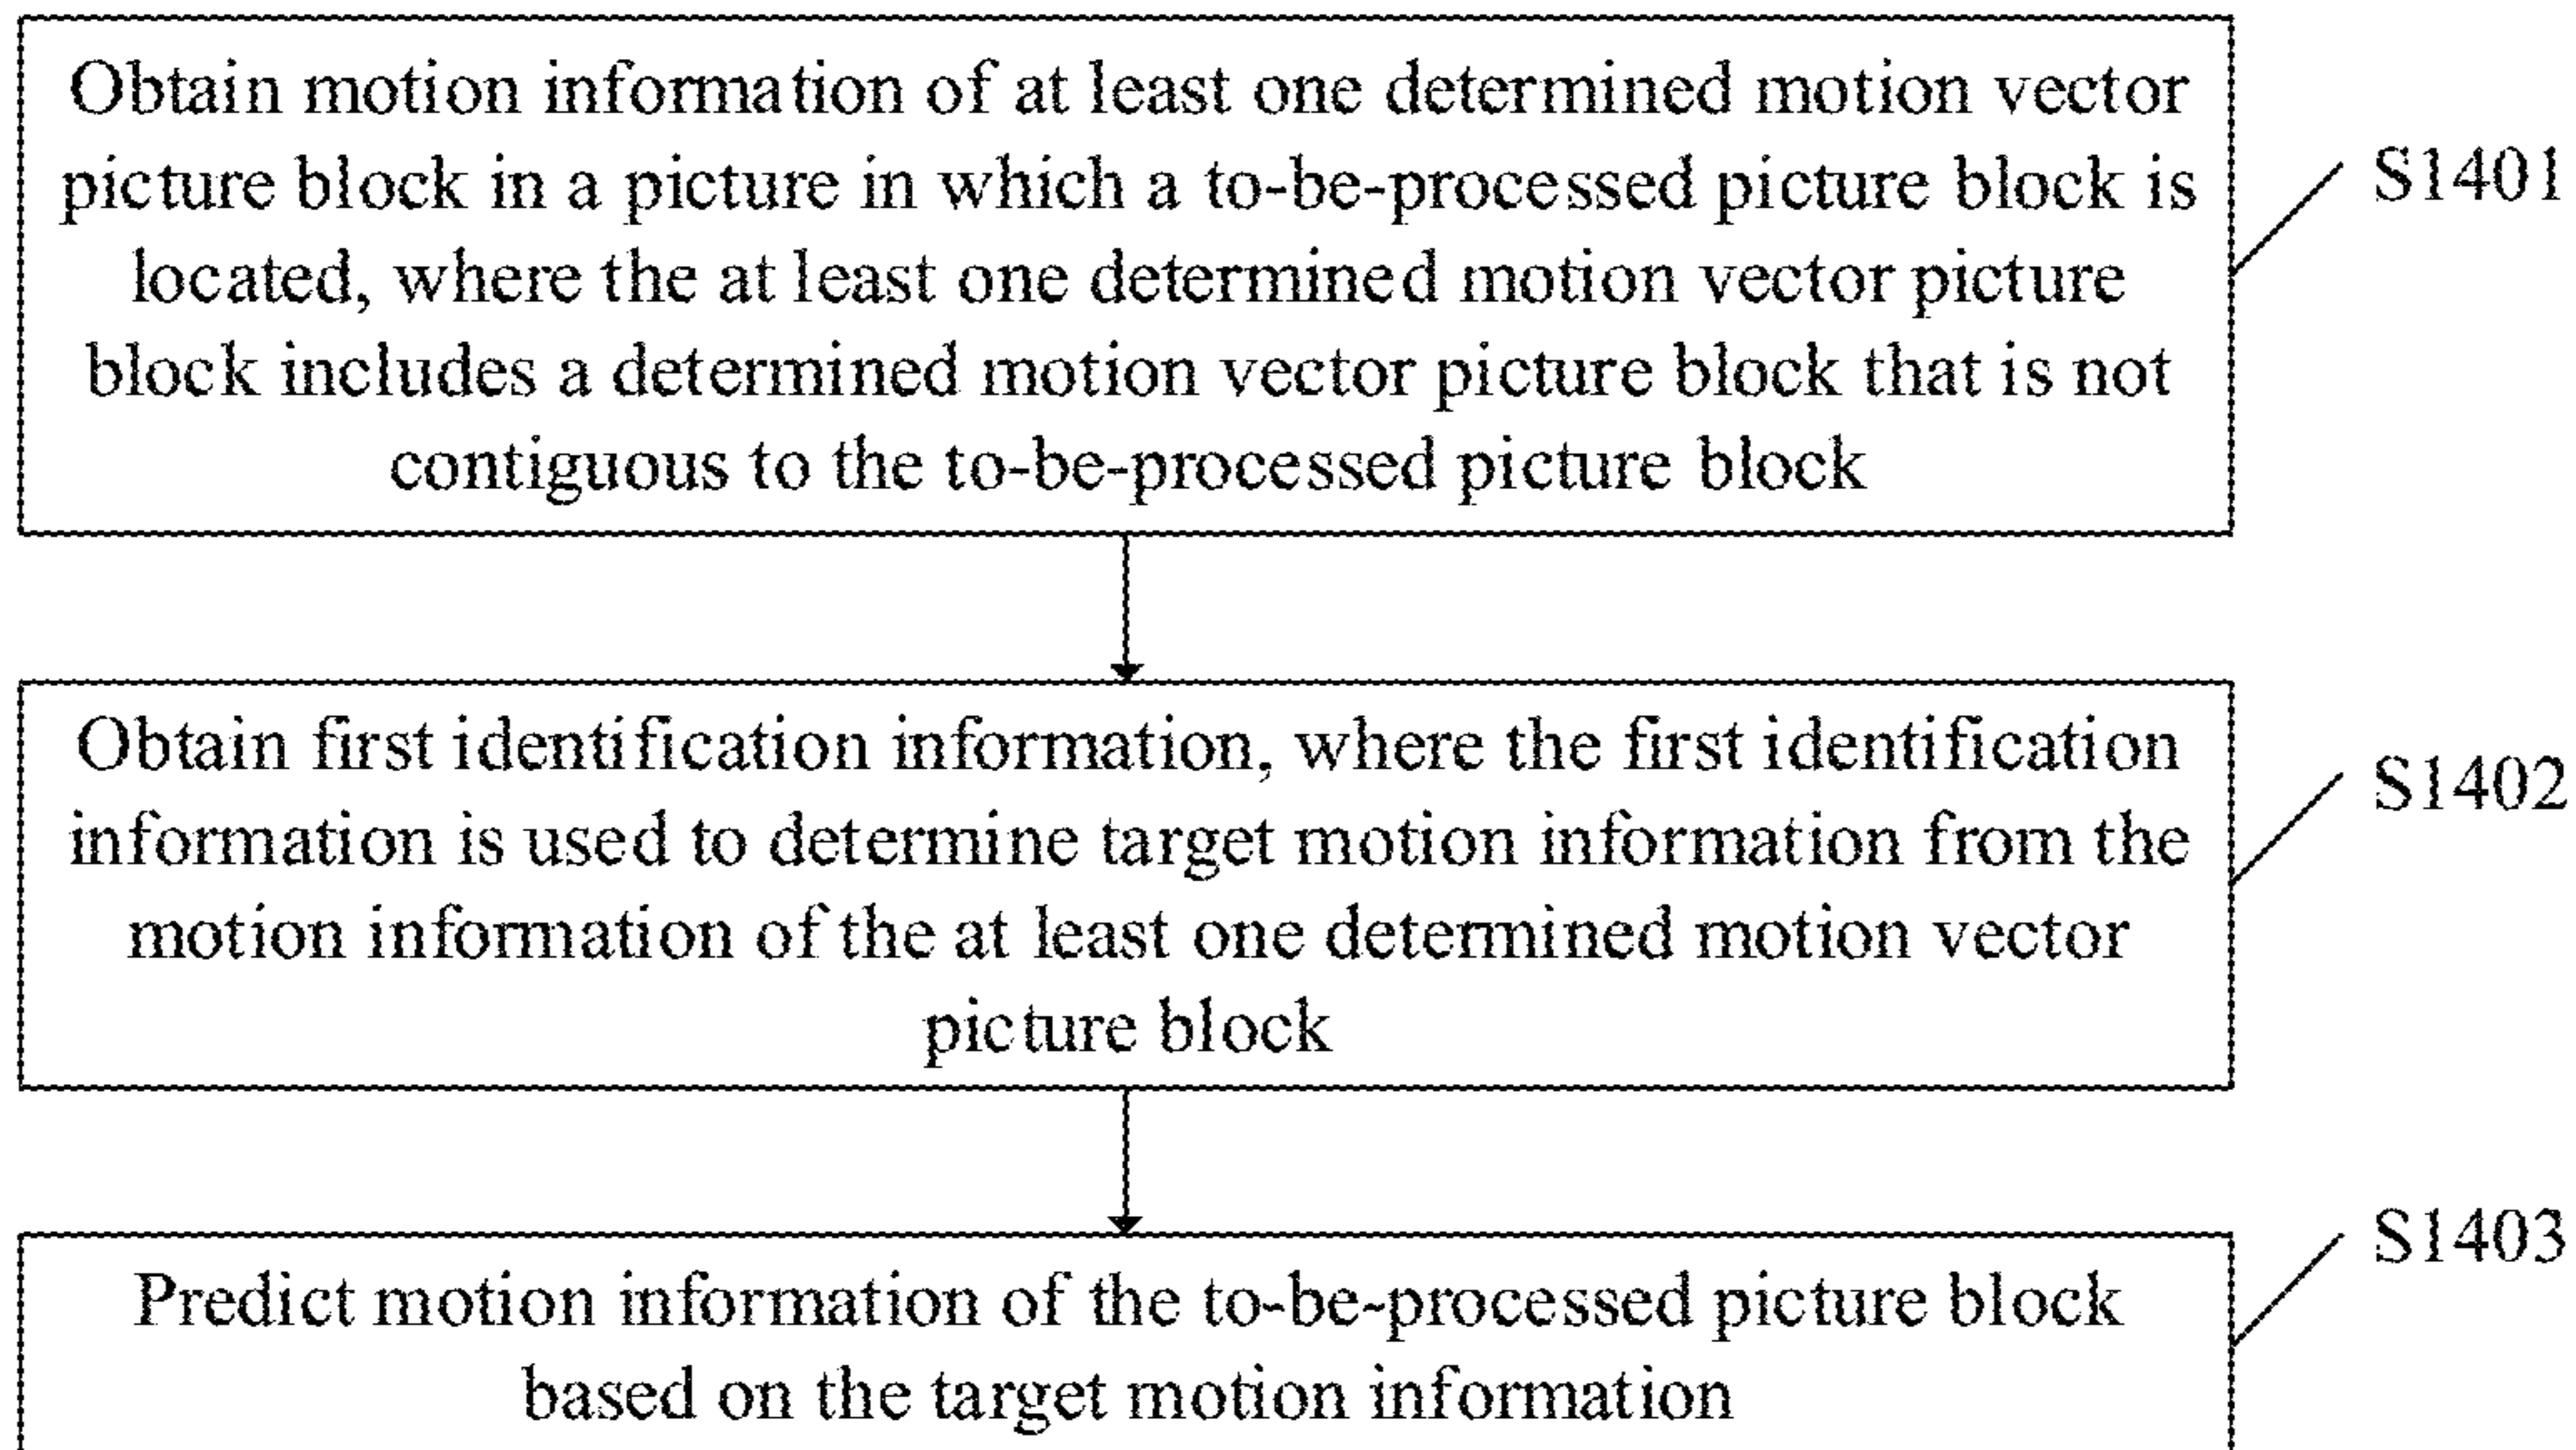 Obtain motion information of at least one determined motion vector
picture block in a picture in which a to-be-processed picture block is
located, where the at least one determined motion vector picture
block includes a determined motion vector picture block that is not
contiguous to the to-be-processed picture block
S1401
Obtain first identification information, where the first identification
information is used to determine target motion information from the
motion information of the at least one determined motion vector
picture block
S1402
Predict motion information of the to-be-processed picture block
based on the target motion information
S1403